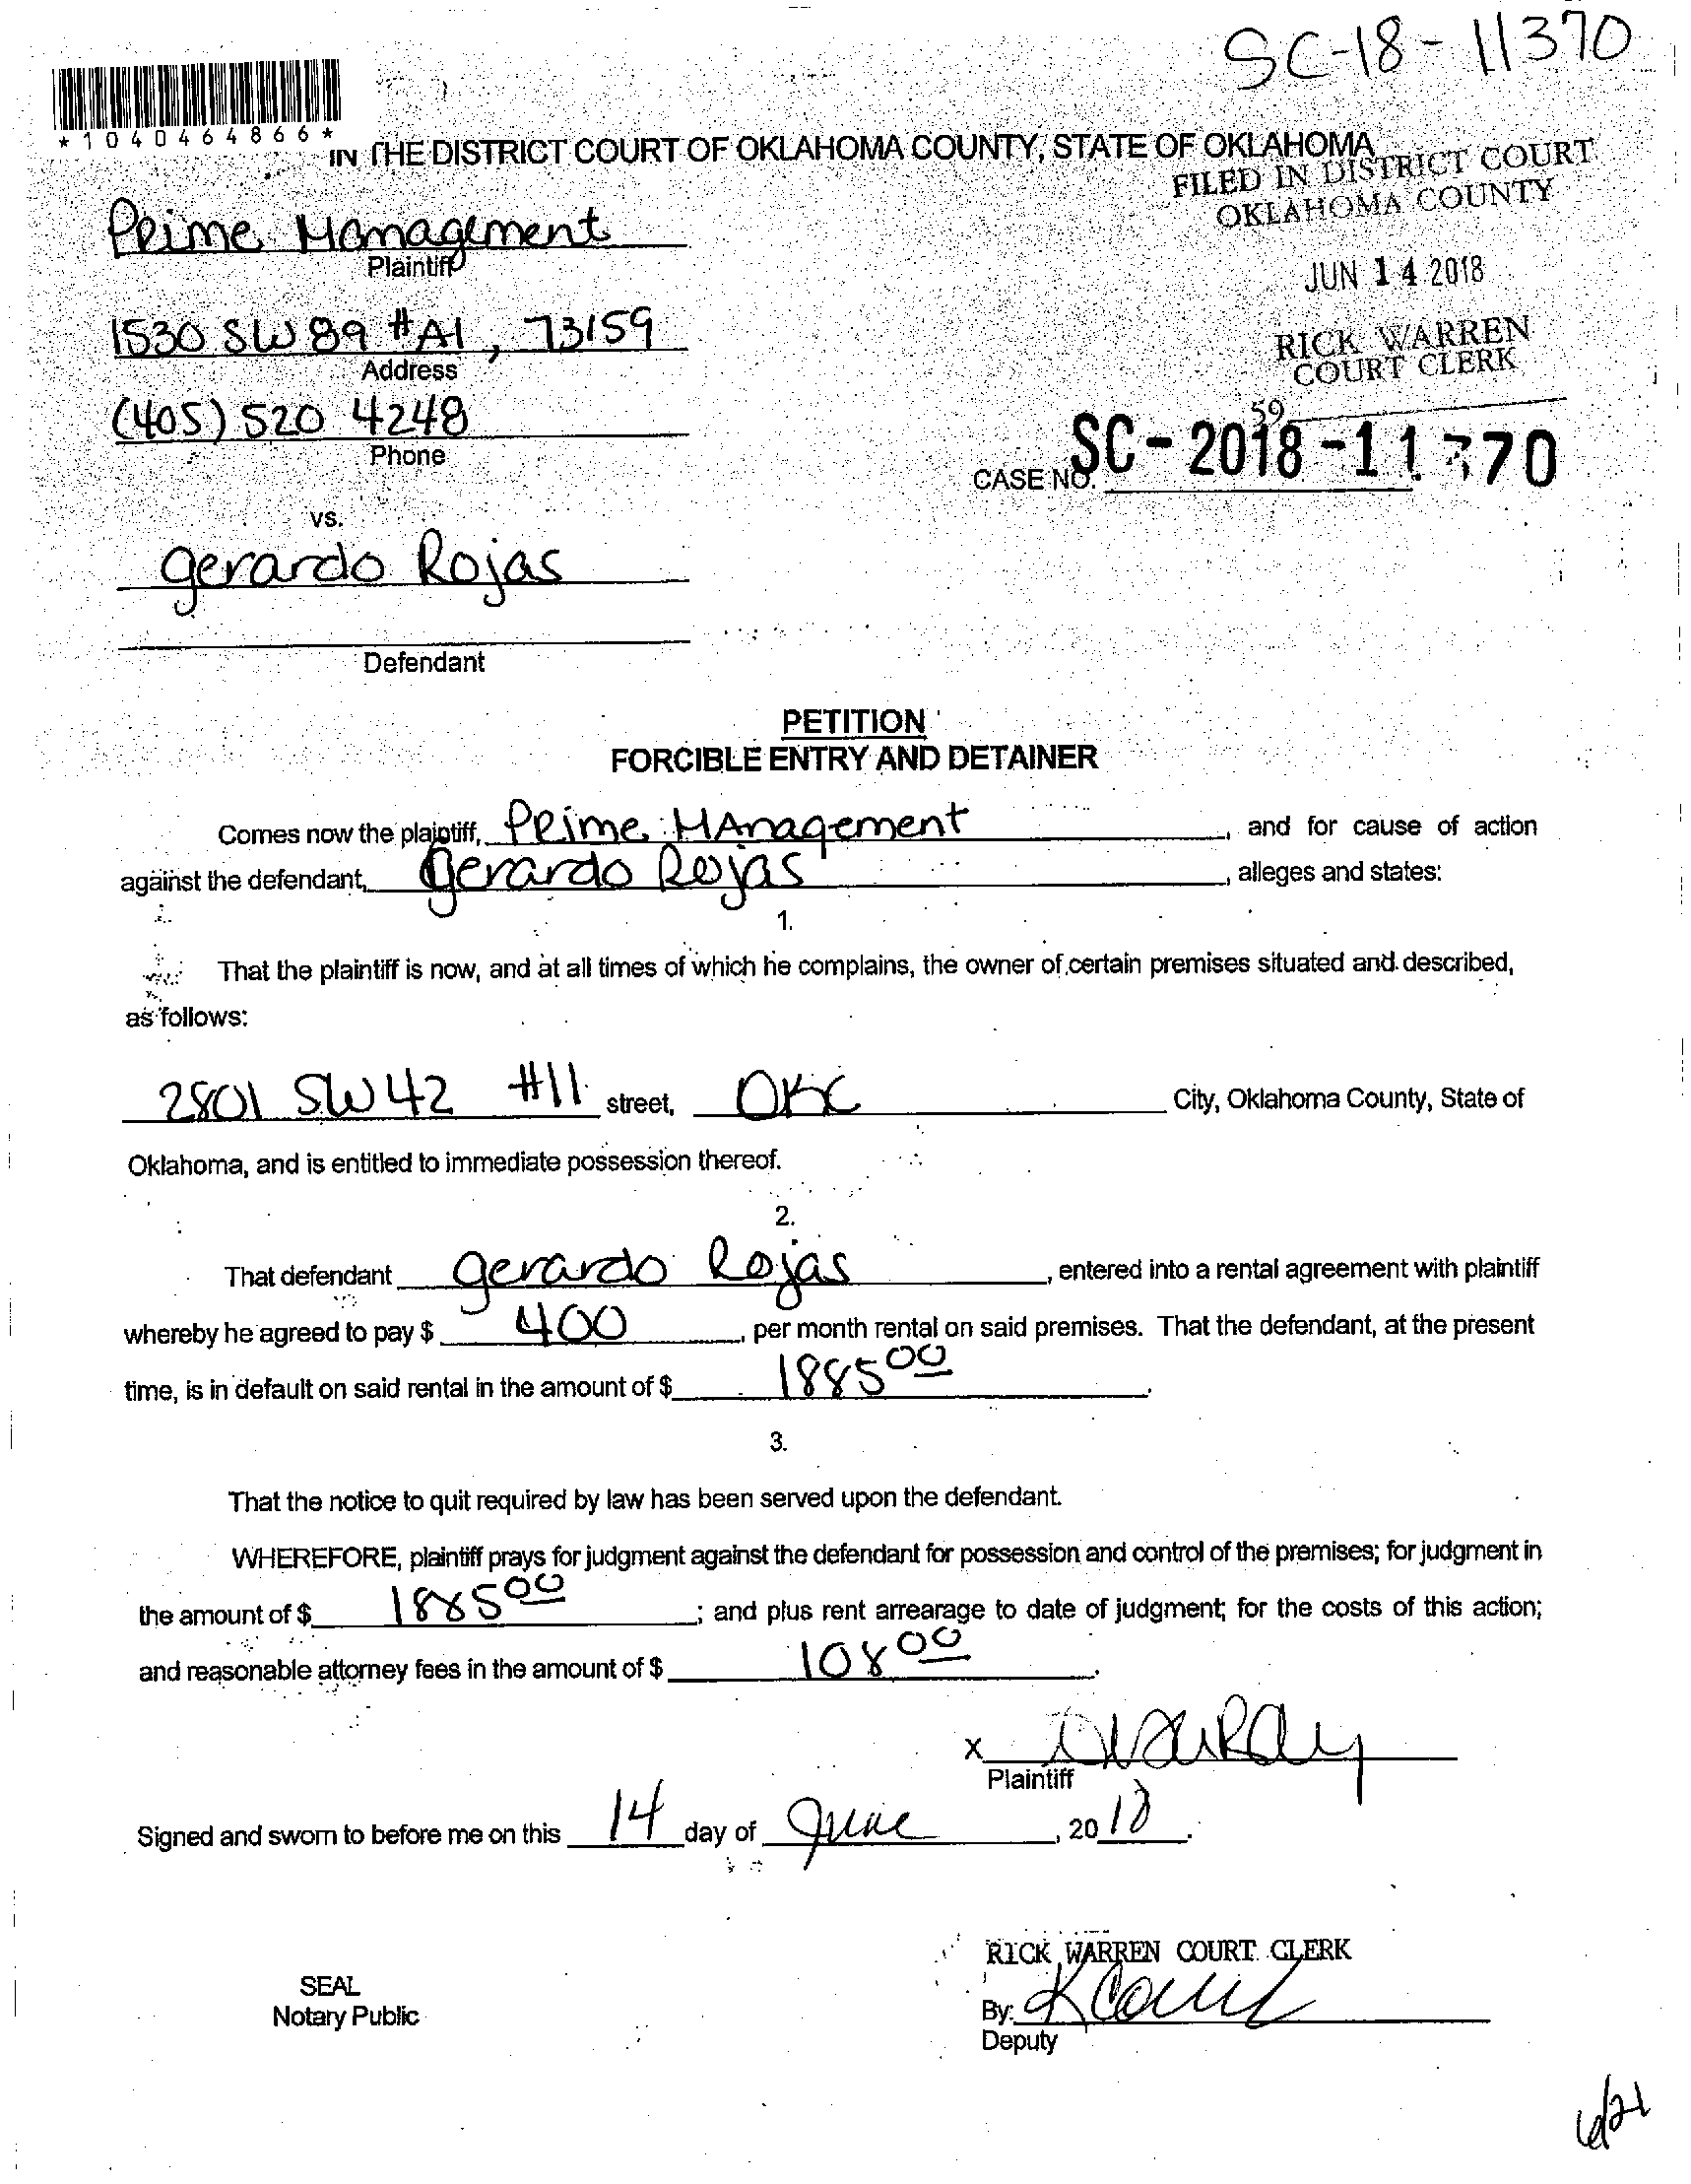 SC-18-11370
*1040464866*
IN THE DISTRICT COURT OF OKLAHOMA COUNTY, STATE OF OKLAHOMA
FILED IN DISTRICT COURT
OKLAHOMA COUNTY
Prime Management
Plaintiff
JUN 14 2018
1530 SW 89 #A1, 73159
Address
RICK WARREN
COURT CLERK
(405) 520 4248
Phone
59
CASE NO. SC-2018-11370
vs.
gerardo Rojas
Defendant
PETITION
FORCIBLE ENTRY AND DETAINER
Comes now the plaintiff, Prime MAnagement, and for cause of action
against the defendant, Gerardo Rojas, alleges and states:
1.
That the plaintiff is now, and at all times of which he complains, the owner of certain premises situated and described,
as follows:
2801 SW 42 #11 street, OKC City, Oklahoma County, State of
Oklahoma, and is entitled to immediate possession thereof.
2.
That defendant gerardo Rojas, entered into a rental agreement with plaintiff
whereby he agreed to pay $ 400, per month rental on said premises. That the defendant, at the present
time, is in default on said rental in the amount of $ 1885 00.
3.
That the notice to quit required by law has been served upon the defendant.
WHEREFORE, plaintiff prays for judgment against the defendant for possession and control of the premises; for judgment in
the amount of $ 1885 00; and plus rent arrearage to date of judgment; for the costs of this action;
and reasonable attorney fees in the amount of $ 108 00.
X
Plaintiff
Signed and sworn to before me on this 14 day of June, 2018.
RICK WARREN COURT CLERK
SEAL
Notary Public
By:
Deputy
6/21